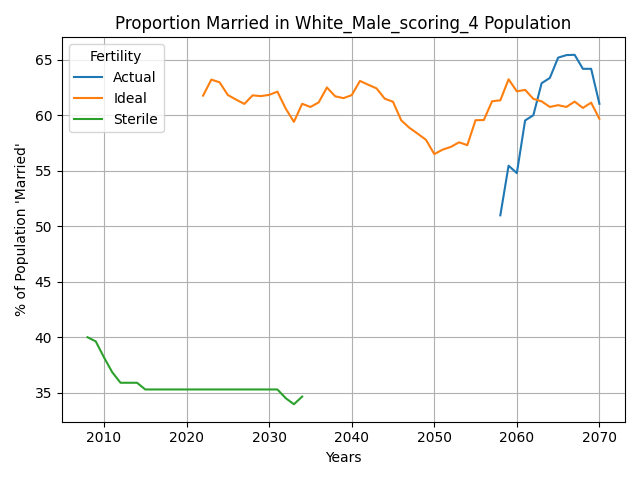 Proportion Married in White_Male_scoring_4 Population
Fertility
Actual
Ideal
Sterile
% of Population 'Married'
65
60
55
50
45
40
35
2010 2020 2030 2040 2050 2060 2070
Years